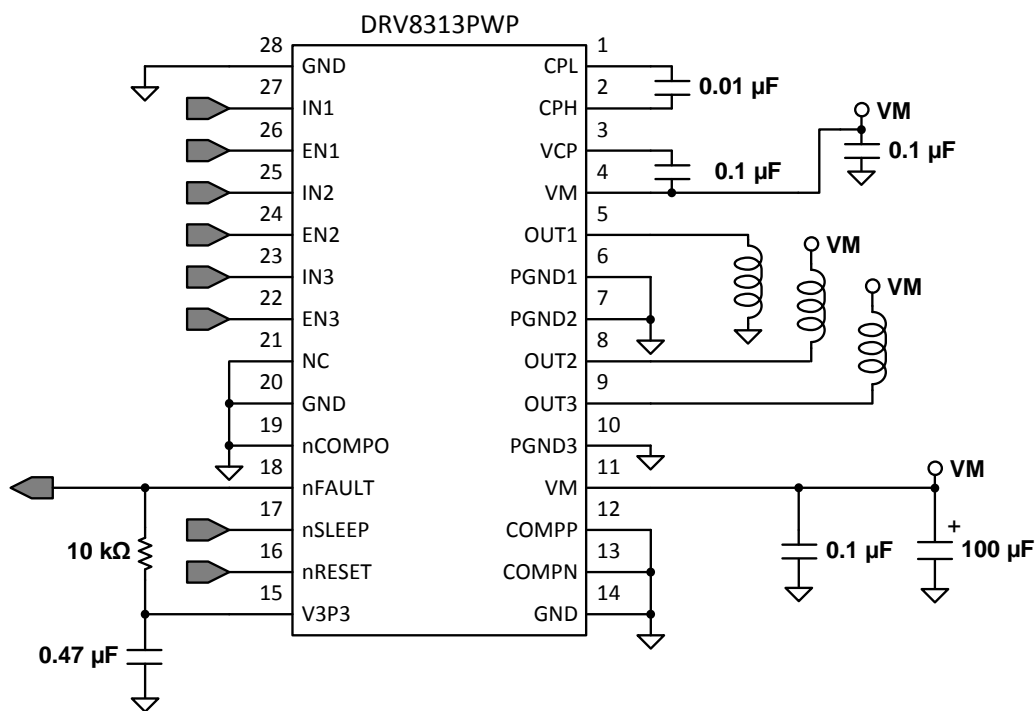 DRV8313PWP
28
GND
27
IN1
26
EN1
25
IN2
24
EN2
23
IN3
22
EN3
21
NC
20
GND
19
nCOMPO
18
nFAULT
17
nSLEEP
16
nRESET
15
V3P3
10 kΩ
0.47 µF
1
CPL
2
CPH
0.01 µF
3
VCP
4
VM
0.1 µF
VM
0.1 µF
5
OUT1
6
PGND1
7
PGND2
8
OUT2
VM
9
OUT3
VM
10
PGND3
11
VM
VM
12
COMPP
13
COMPN
14
GND
0.1 µF
+
100 µF